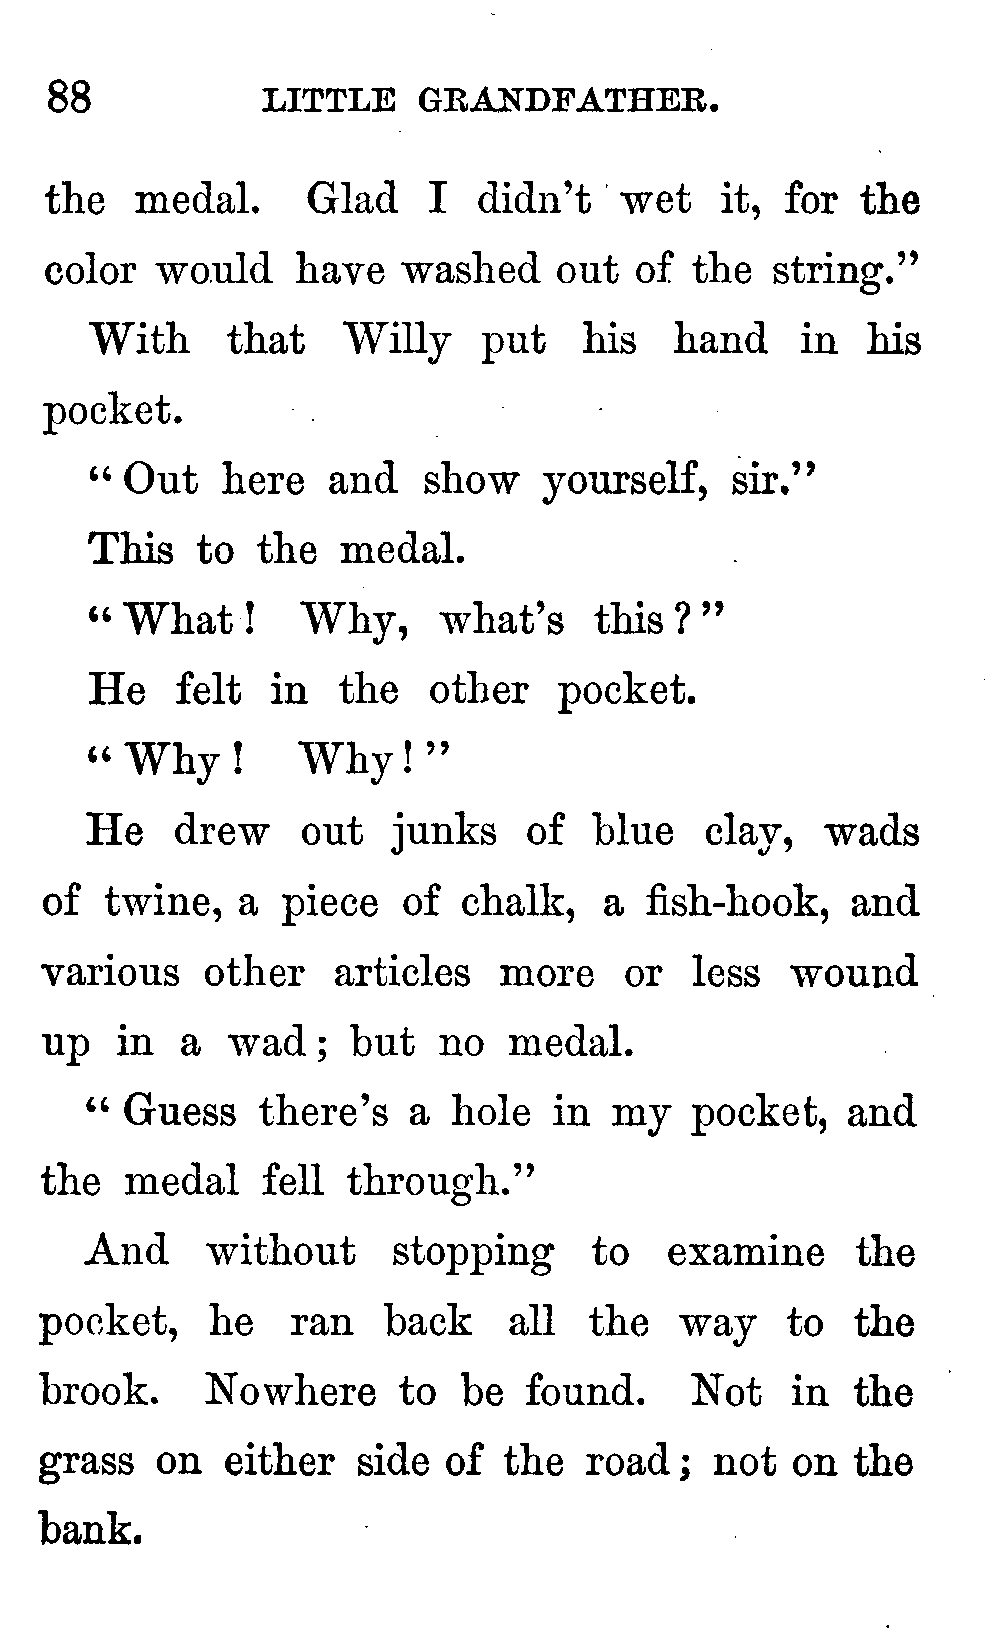 88 LITTLE GRANDFATHER.
the medal. Glad I didn't wet it, for the
color would have washed out of the string."
With that Willy put his hand in his
pocket.
"Out here and show yourself, sir."
This to the medal.
"What! Why, what's this?"
He felt in the other pocket.
"Why! Why!"
He drew out junks of blue clay, wads
of twine, a piece of chalk, a fish-hook, and
various other articles more or less wound
up in a wad; but no medal.
"Guess there's a hole in my pocket, and
the medal fell through."
And without stopping to examine the
pocket, he ran back all the way to the
brook. Nowhere to be found. Not in the
grass on either side of the road; not on the
bank.